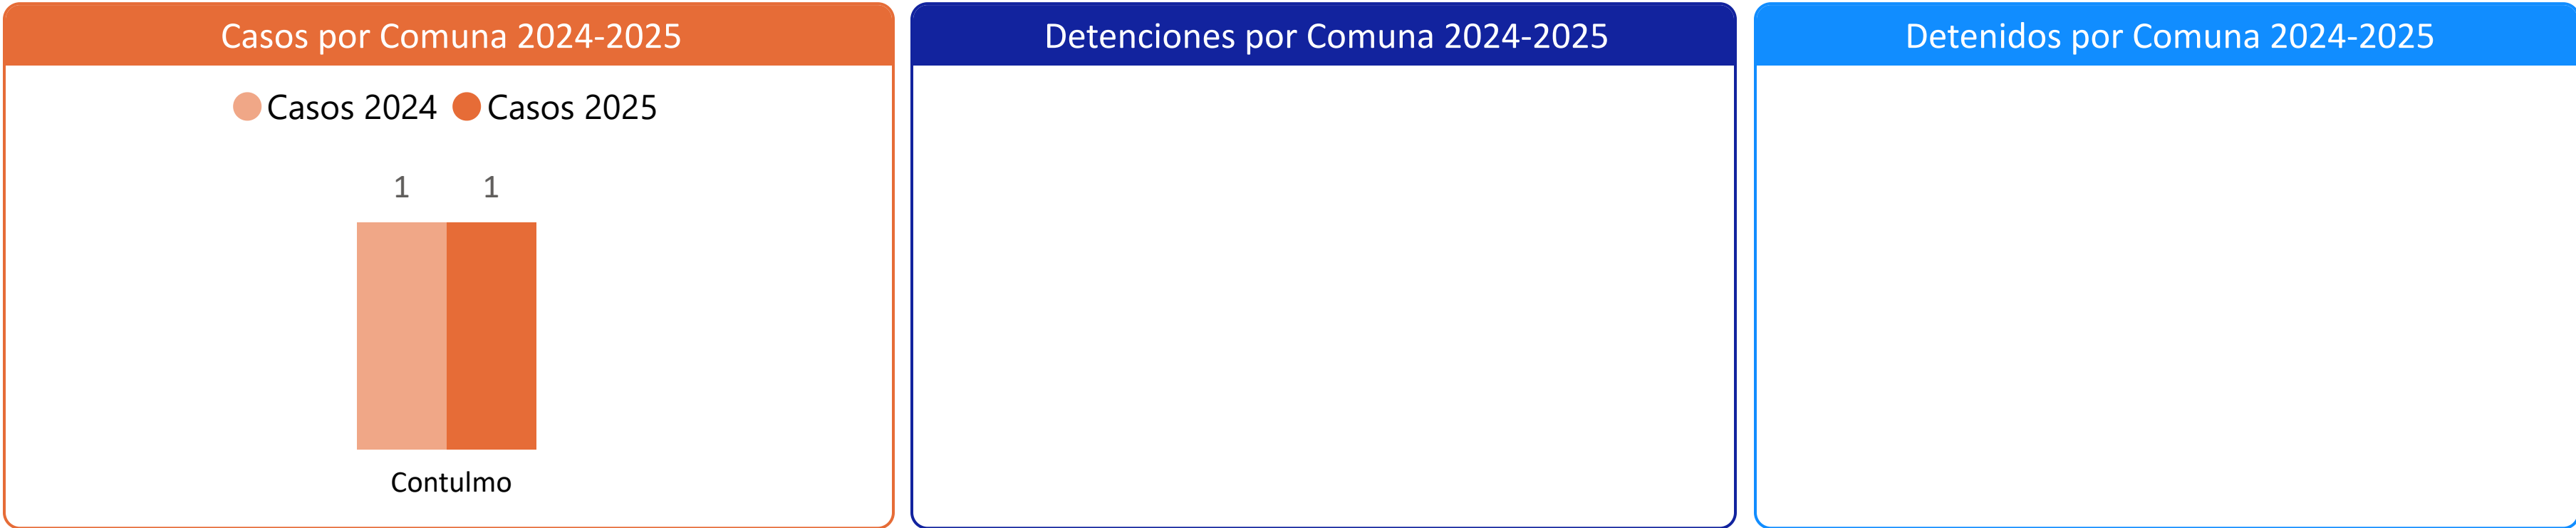 Casos por Comuna 2024-2025
Casos 2024 Casos 2025
1 1
Contulmo
Detenciones por Comuna 2024-2025
Detenidos por Comuna 2024-2025